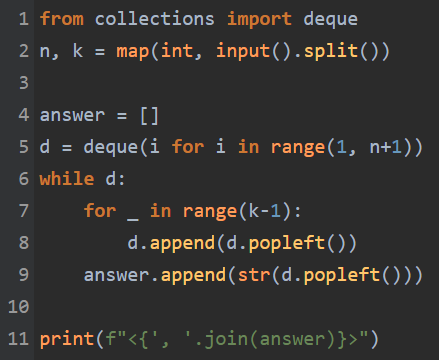 1 from collections import deque
2 n, k = map(int, input().split())
3
4 answer = []
5 d = deque(i for i in range(1, n+1))
6 while d:
7     for _ in range(k-1):
8         d.append(d.popleft())
9     answer.append(str(d.popleft()))
10
11 print(f"<{', '.join(answer)}>")